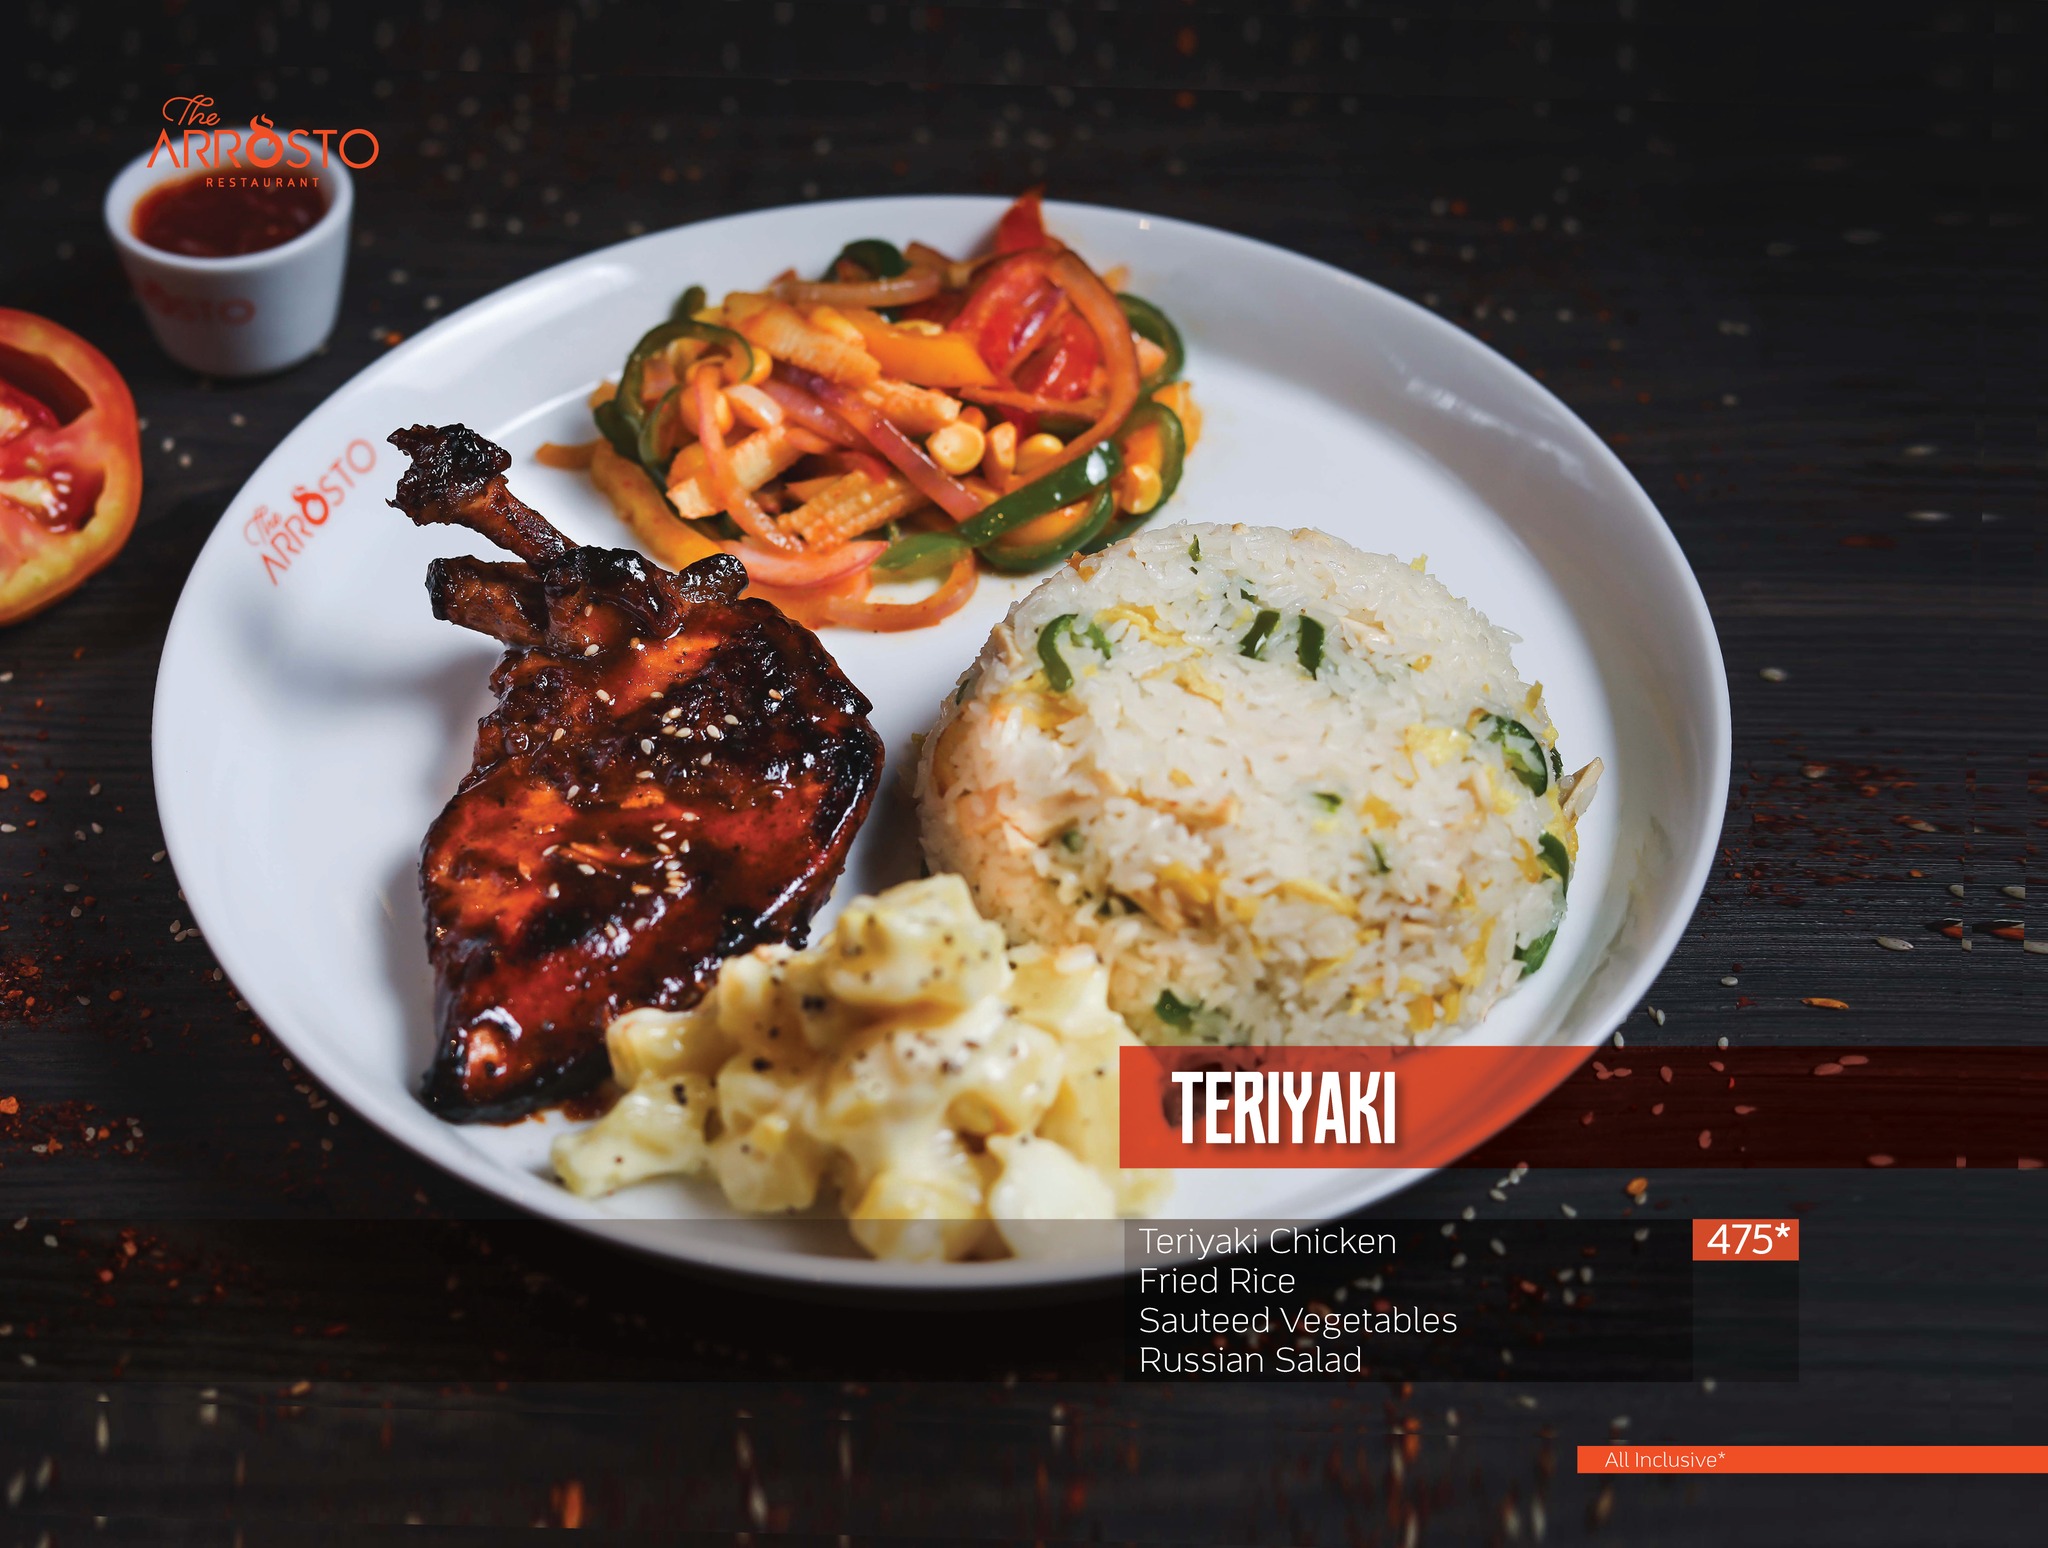 The
ARROSTO
RESTAURANT
The
ARROSTO
TERIYAKI
Teriyaki Chicken
475*
Fried Rice
Sauteed Vegetables
Russian Salad
All Inclusive*